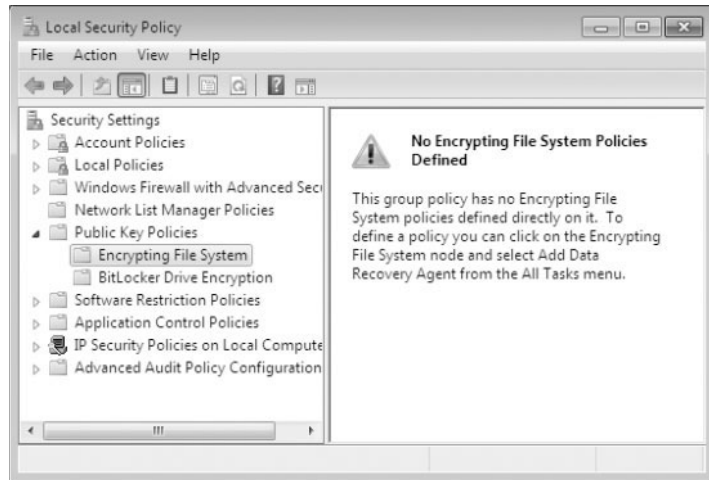 Local Security Policy
File Action View Help
Security Settings
Account Policies
Local Policies
Windows Firewall with Advanced Secu
Network List Manager Policies
Public Key Policies
Encrypting File System
BitLocker Drive Encryption
Software Restriction Policies
Application Control Policies
IP Security Policies on Local Compute
Advanced Audit Policy Configuration
No Encrypting File System Policies
Defined
This group policy has no Encrypting File
System policies defined directly on it. To
define a policy you can click on the Encrypting
File System node and select Add Data
Recovery Agent from the All Tasks menu.